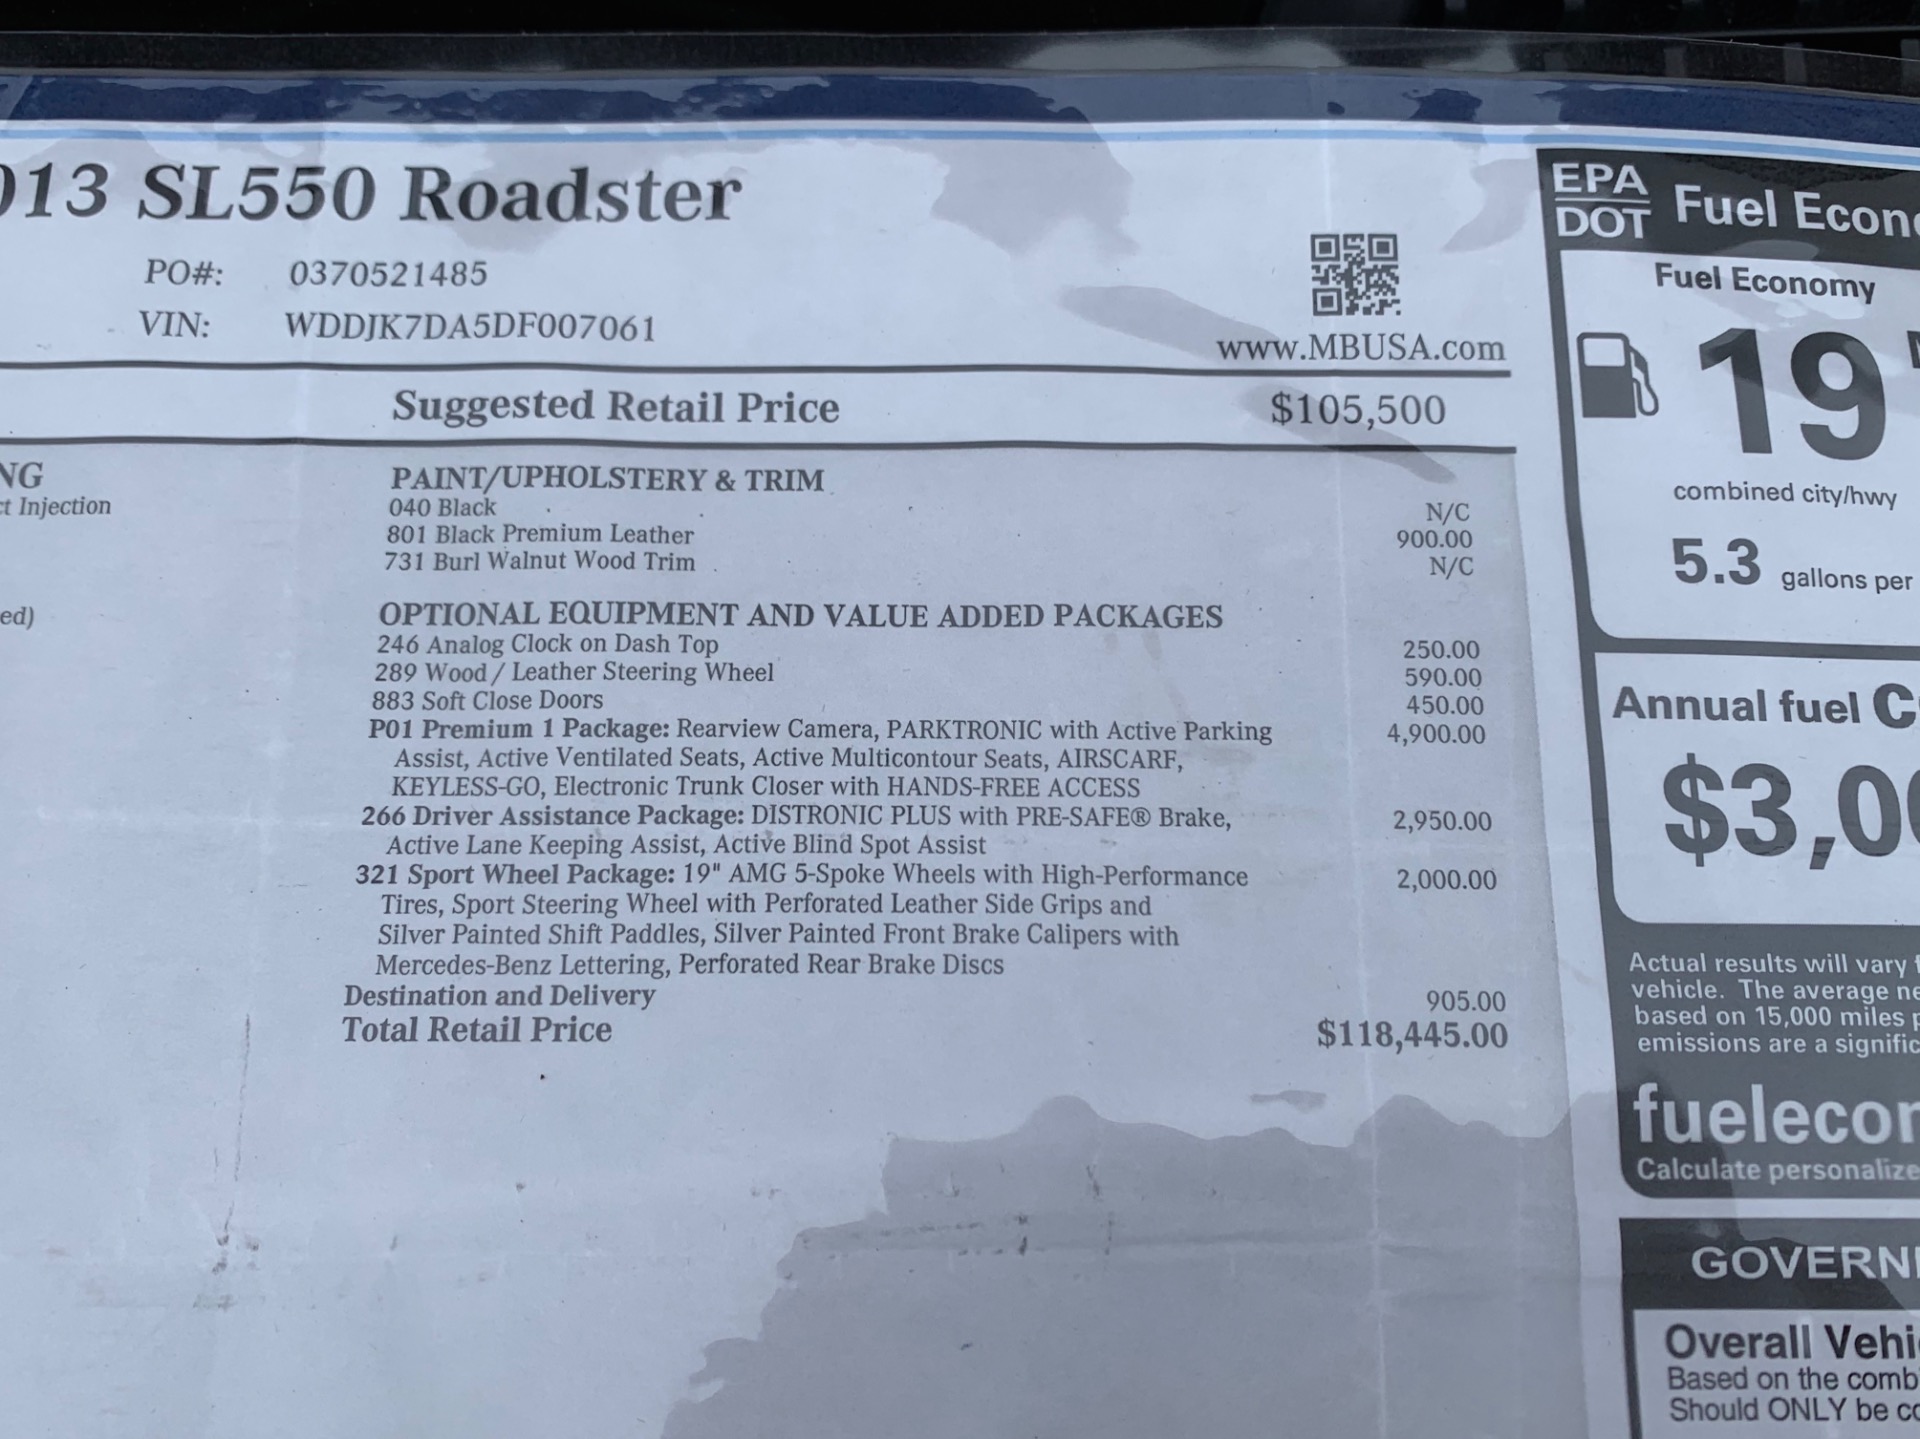 013 SL550 Roadster
PO#: 0370521485
VIN: WDDJK7DA5DF007061
www.MBUSA.com
Suggested Retail Price $105,500
NG
ct Injection
ed)
PAINT/UPHOLSTERY & TRIM
040 Black N/C
801 Black Premium Leather 900.00
731 Burl Walnut Wood Trim N/C
OPTIONAL EQUIPMENT AND VALUE ADDED PACKAGES
246 Analog Clock on Dash Top 250.00
289 Wood / Leather Steering Wheel 590.00
883 Soft Close Doors 450.00
P01 Premium 1 Package: Rearview Camera, PARKTRONIC with Active Parking 4,900.00
Assist, Active Ventilated Seats, Active Multicontour Seats, AIRSCARF,
KEYLESS-GO, Electronic Trunk Closer with HANDS-FREE ACCESS
266 Driver Assistance Package: DISTRONIC PLUS with PRE-SAFE® Brake, 2,950.00
Active Lane Keeping Assist, Active Blind Spot Assist
321 Sport Wheel Package: 19" AMG 5-Spoke Wheels with High-Performance 2,000.00
Tires, Sport Steering Wheel with Perforated Leather Side Grips and
Silver Painted Shift Paddles, Silver Painted Front Brake Calipers with
Mercedes-Benz Lettering, Perforated Rear Brake Discs
Destination and Delivery 905.00
Total Retail Price $118,445.00
EPA
DOT Fuel Econo
Fuel Economy
19
combined city/hwy
5.3 gallons per
Annual fuel C
$3,00
Actual results will vary f
vehicle. The average ne
based on 15,000 miles p
emissions are a signific
fuelecon
Calculate personalize
GOVERN
Overall Vehi
Based on the comb
Should ONLY be co